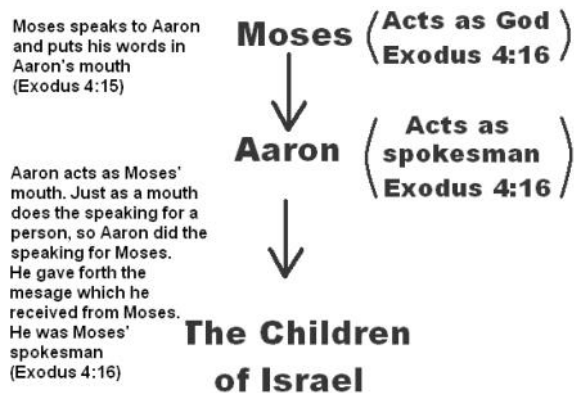 Moses speaks to Aaron
and puts his words in
Aaron's mouth
(Exodus 4:15)
Moses
Acts as God
Exodus 4:16
Aaron
Acts as
spokesman
Exodus 4:16
Aaron acts as Moses'
mouth. Just as a mouth
does the speaking for a
person, so Aaron did the
speaking for Moses.
He gave forth the
mesage which he
received from Moses.
He was Moses'
spokesman
(Exodus 4:16)
The Children
of Israel